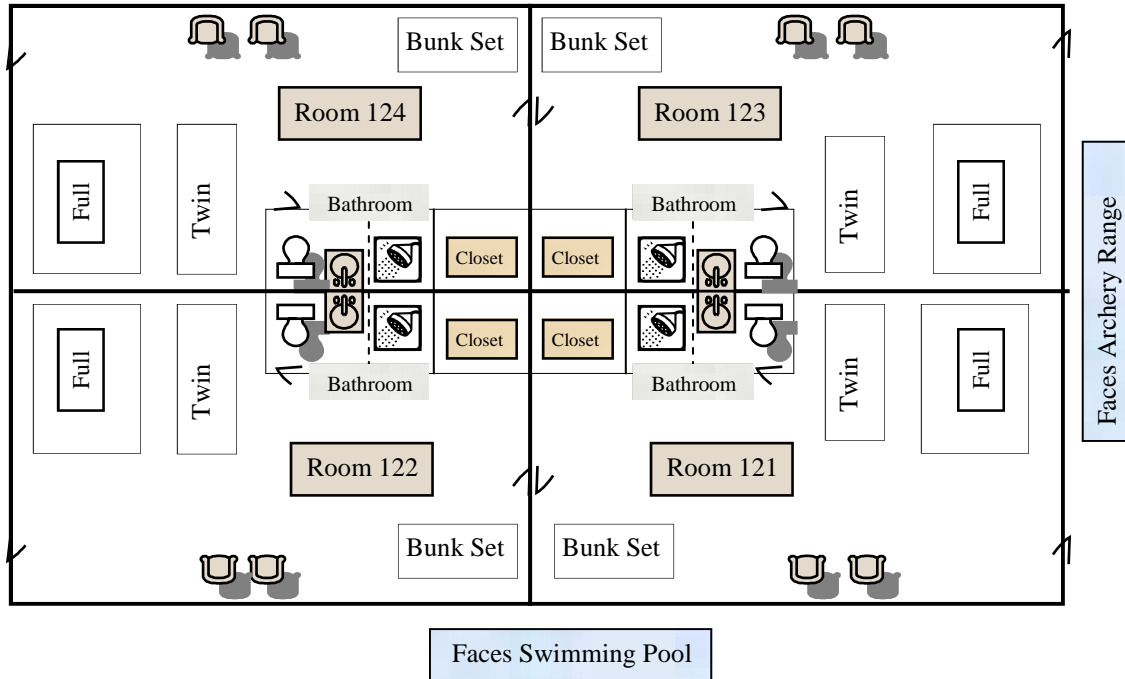 Bunk Set
Bunk Set
Room 124
Room 123
Full
Twin
Twin
Full
Bathroom
Bathroom
Closet
Closet
Faces Archery Range
Full
Twin
Closet
Closet
Twin
Full
Bathroom
Bathroom
Room 122
Room 121
Bunk Set
Bunk Set
Faces Swimming Pool